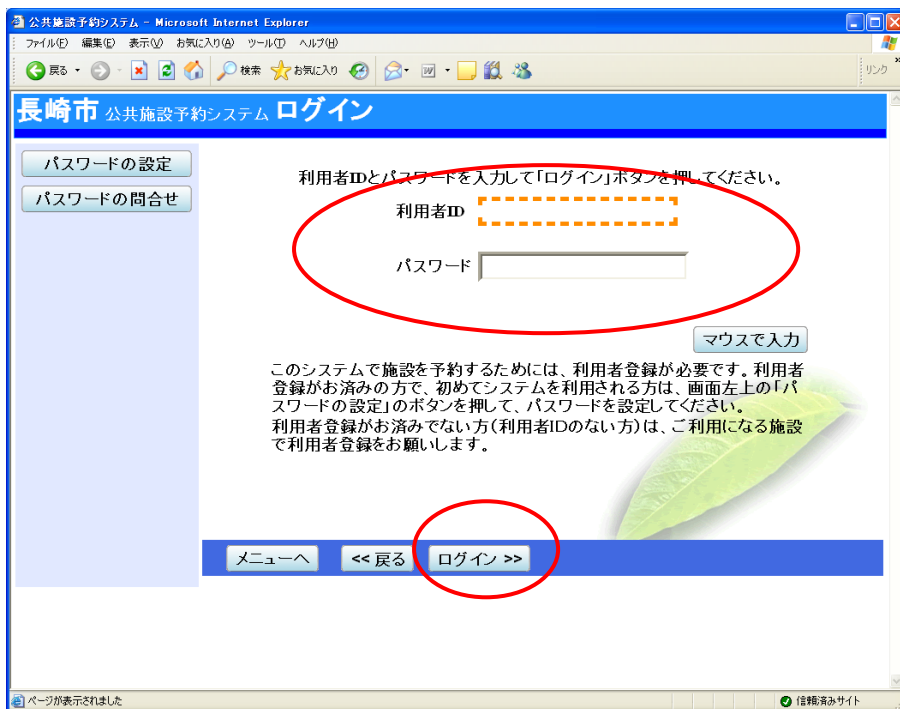 公共施設予約システム - Microsoft Internet Explorer
ファイル(F) 編集(E) 表示(V) お気に入り(A) ツール(T) ヘルプ(H)
戻る 検索 お気に入り リンク »
長崎市 公共施設予約システム ログイン
パスワードの設定
パスワードの問合せ
利用者IDとパスワードを入力して「ログイン」ボタンを押してください。
利用者ID
パスワード
マウスで入力
このシステムで施設を予約するためには、利用者登録が必要です。利用者
登録がお済みの方で、初めてシステムを利用される方は、画面左上の「パ
スワードの設定」のボタンを押して、パスワードを設定してください。
利用者登録がお済みでない方(利用者IDのない方)は、ご利用になる施設
で利用者登録をお願いします。
メニューへ << 戻る ログイン >>
ページが表示されました 信頼済みサイト